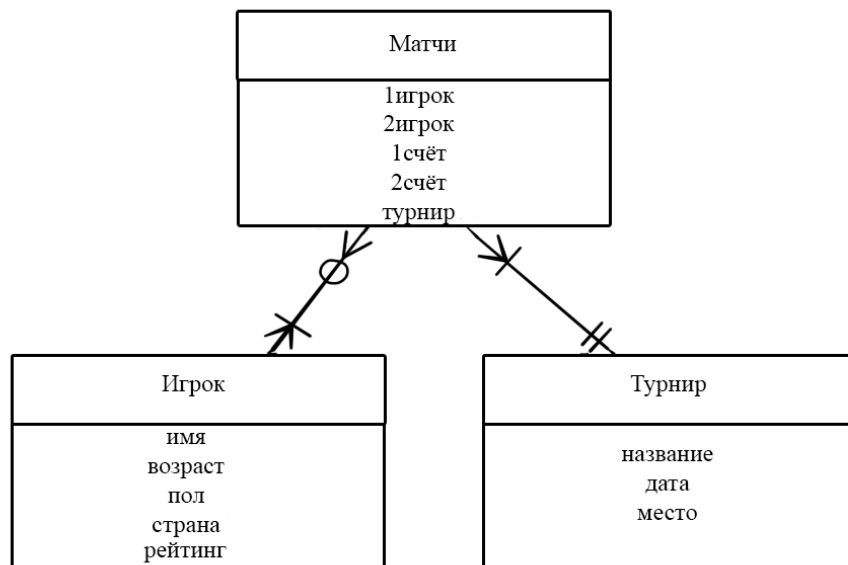 Матчи
1игрок
2игрок
1счёт
2счёт
турнир
Игрок
имя
возраст
пол
страна
рейтинг
Турнир
название
дата
место